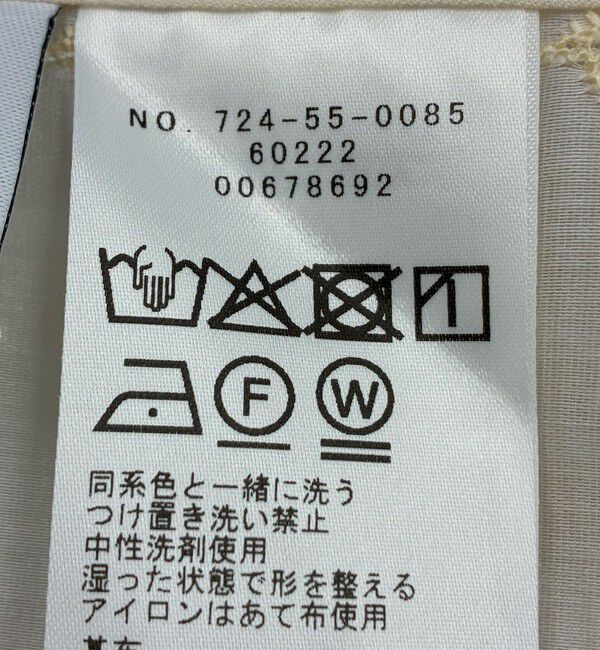 NO. 724-55-0085
60222
00678692
F W
同系色と一緒に洗う
つけ置き洗い禁止
中性洗剤使用
湿った状態で形を整える
アイロンはあて布使用